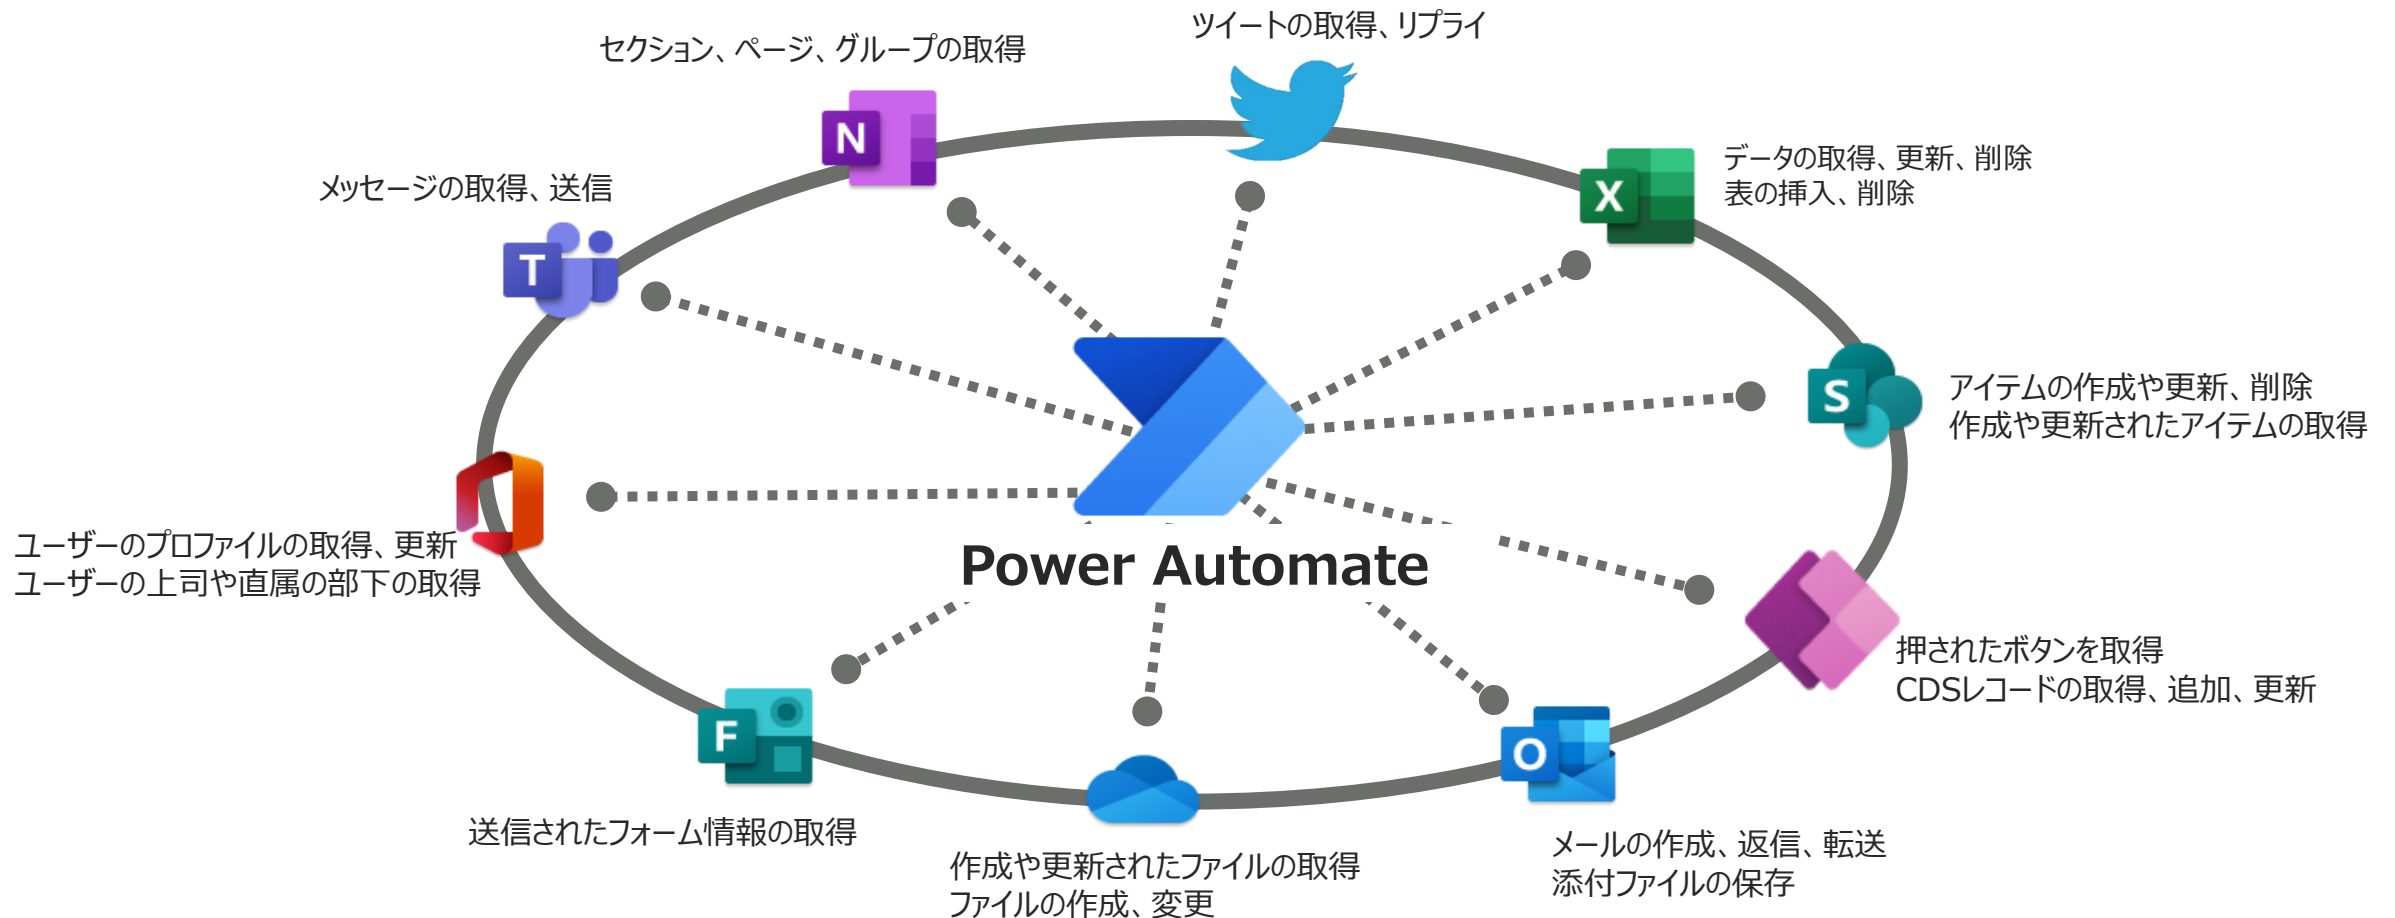 ツイートの取得、リプライ
セクション、ページ、グループの取得
N
データの取得、更新、削除
表の挿入、削除
X
メッセージの取得、送信
T
アイテムの作成や更新、削除
作成や更新されたアイテムの取得
S
Power Automate
ユーザーのプロファイルの取得、更新
ユーザーの上司や直属の部下の取得
押されたボタンを取得
CDSレコードの取得、追加、更新
F
O
送信されたフォーム情報の取得
作成や更新されたファイルの取得
ファイルの作成、変更
メールの作成、返信、転送
添付ファイルの保存